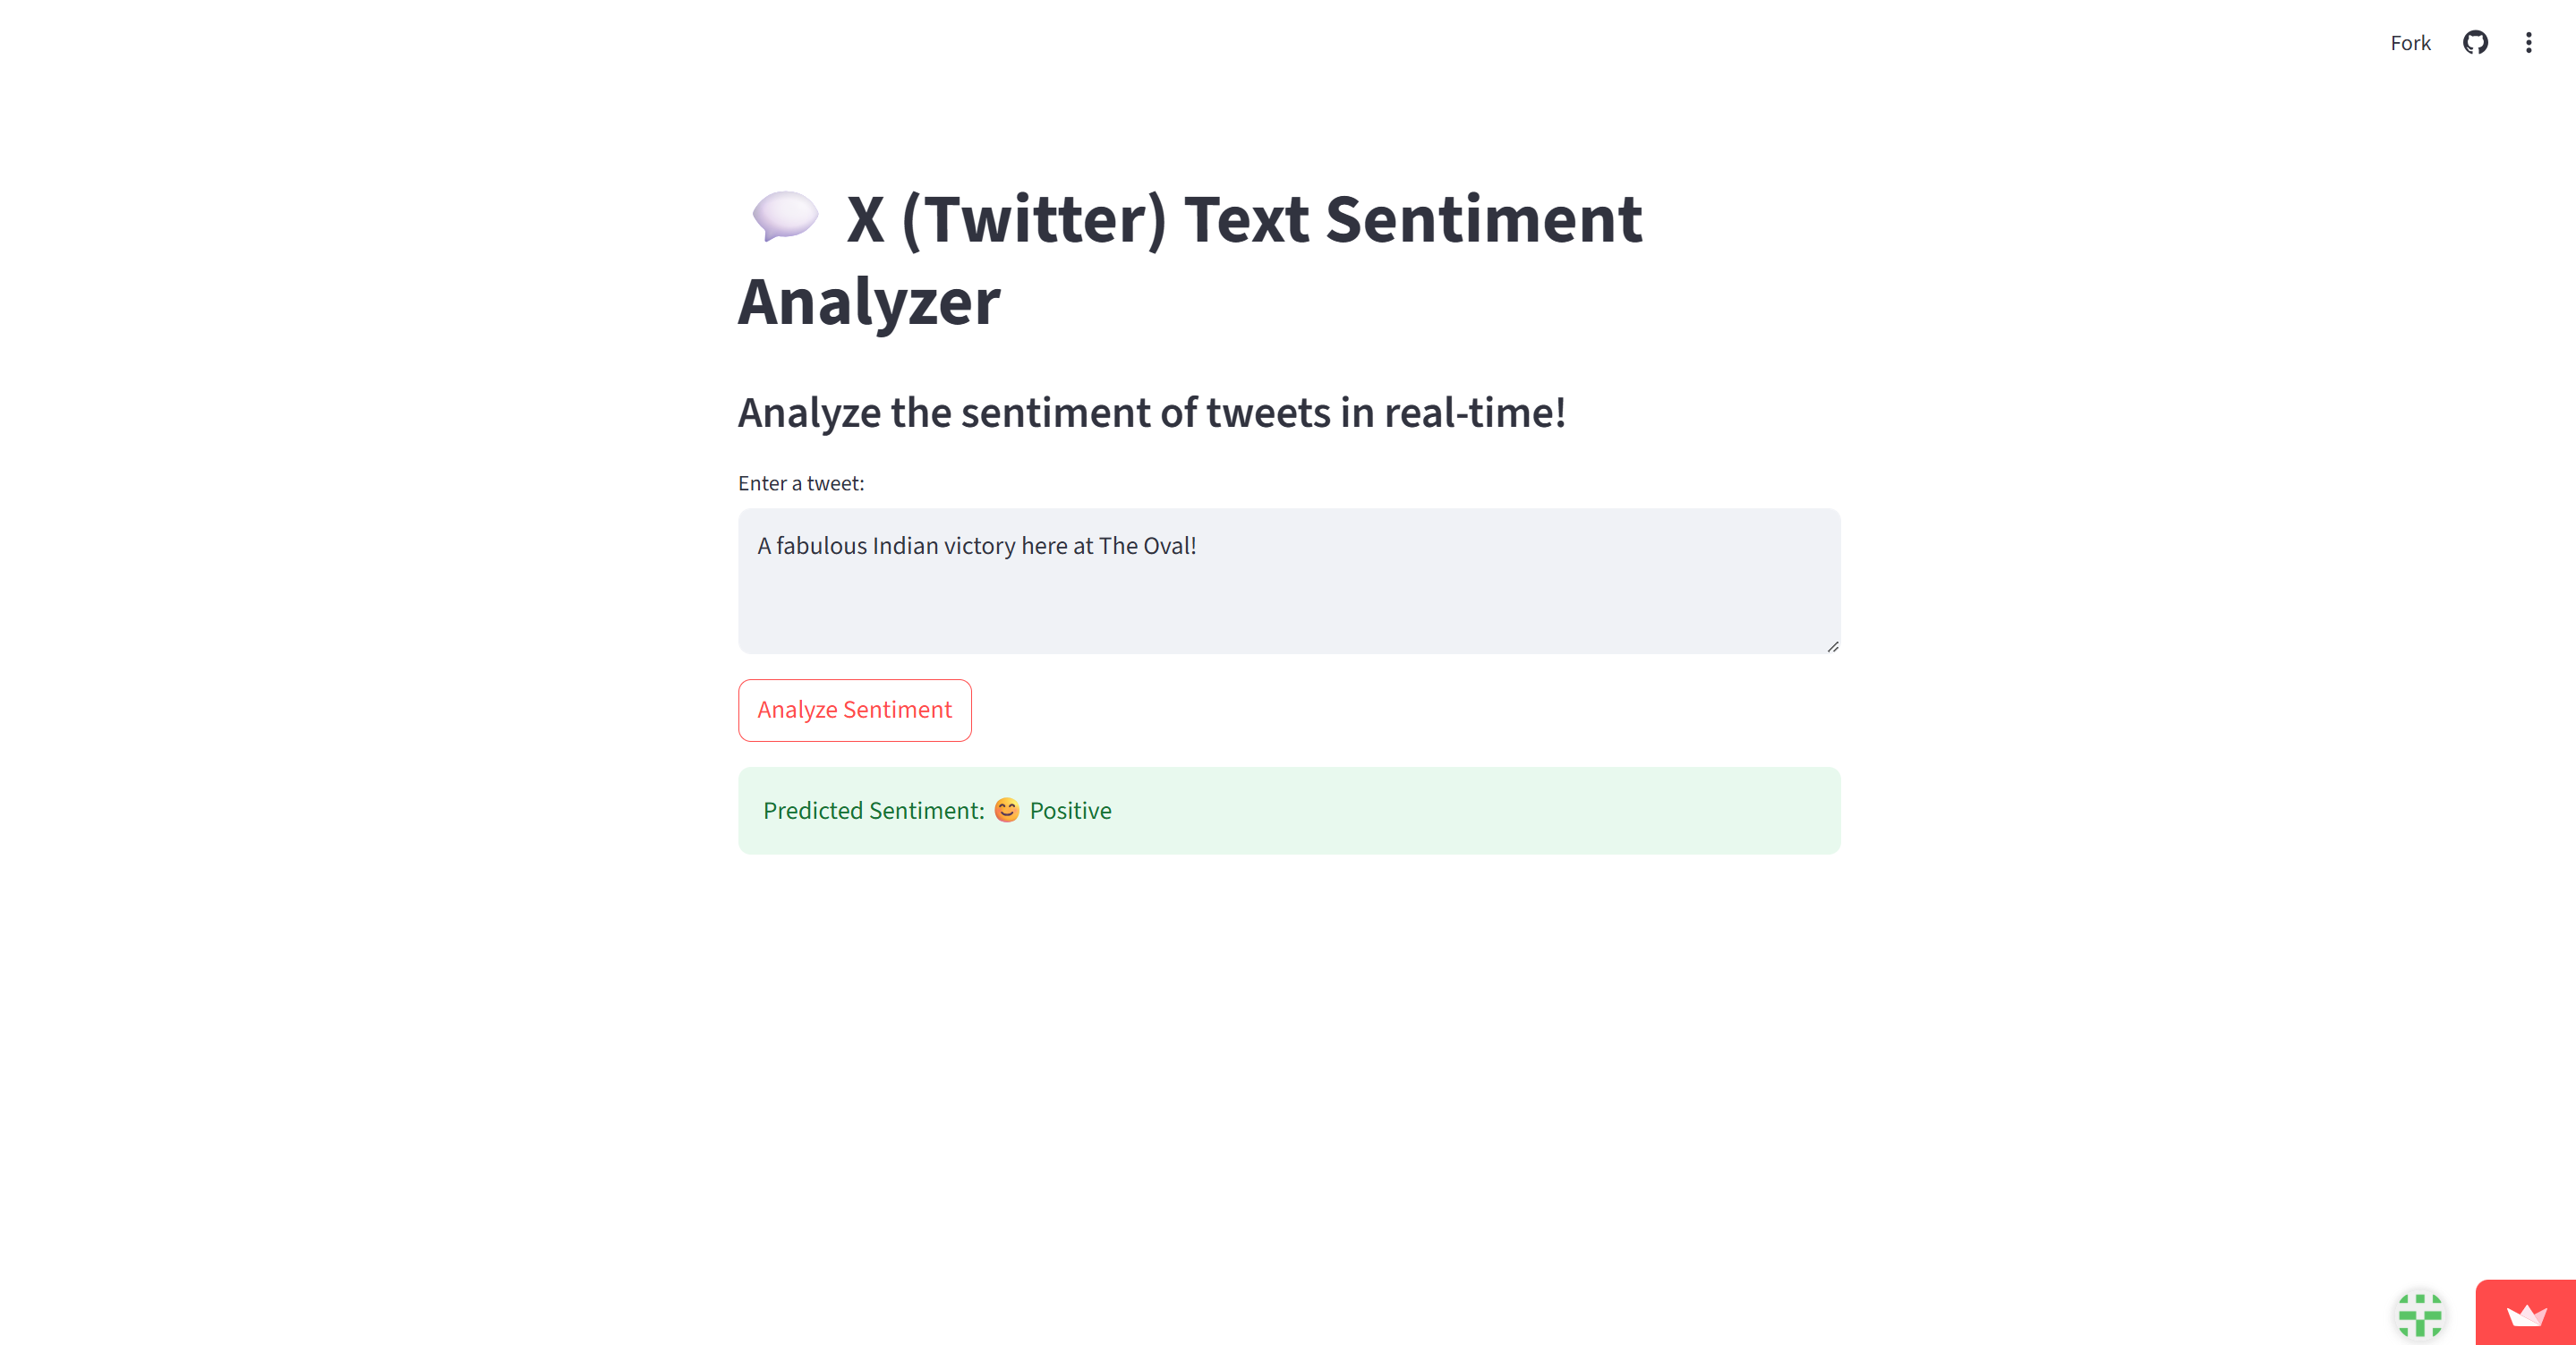 Fork
X (Twitter) Text Sentiment
Analyzer
Analyze the sentiment of tweets in real-time!
Enter a tweet:
A fabulous Indian victory here at The Oval!
Analyze Sentiment
Predicted Sentiment: 😊 Positive